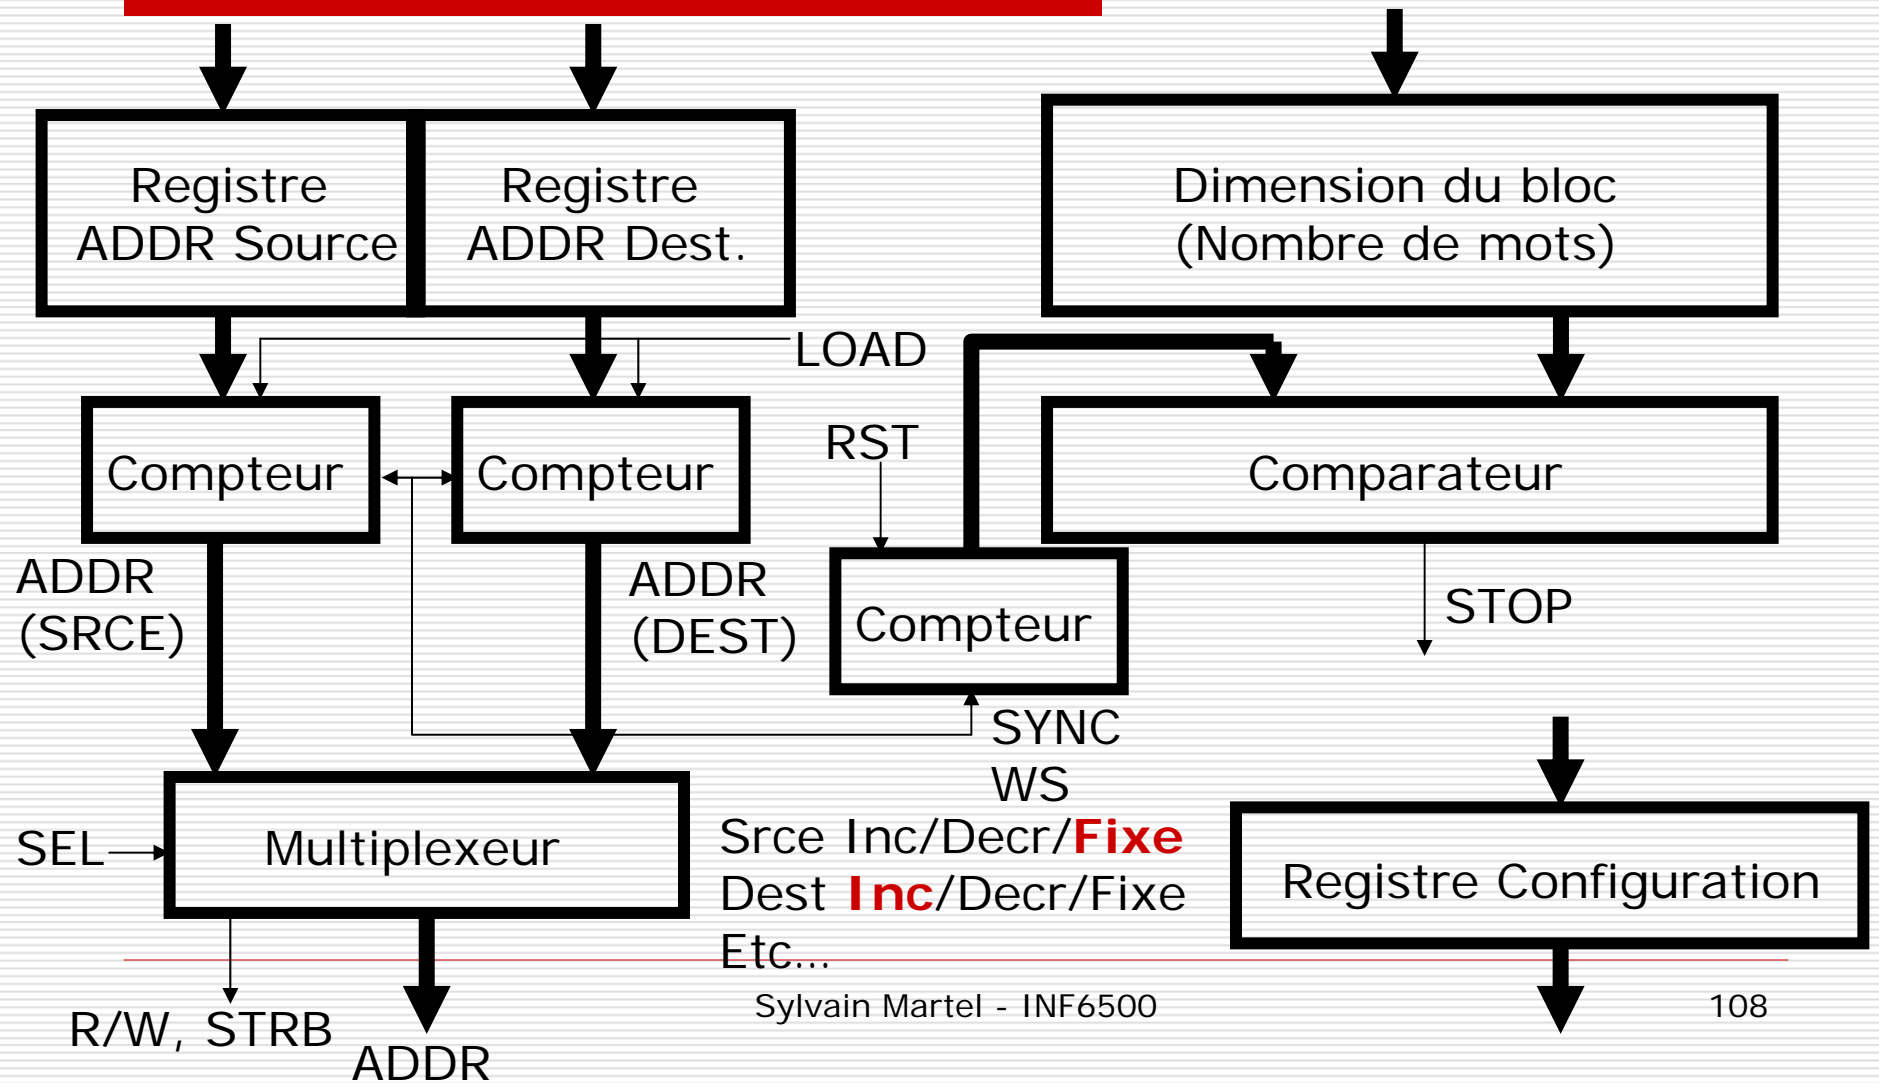 Registre
ADDR Source
Registre
ADDR Dest.
Dimension du bloc
(Nombre de mots)
LOAD
RST
Compteur
Compteur
Comparateur
ADDR
(SRCE)
ADDR
(DEST)
Compteur
STOP
SYNC
WS
SEL
Multiplexeur
Srce Inc/Decr/Fixe
Dest Inc/Decr/Fixe
Etc...
Registre Configuration
R/W, STRB
ADDR
Sylvain Martel - INF6500
108